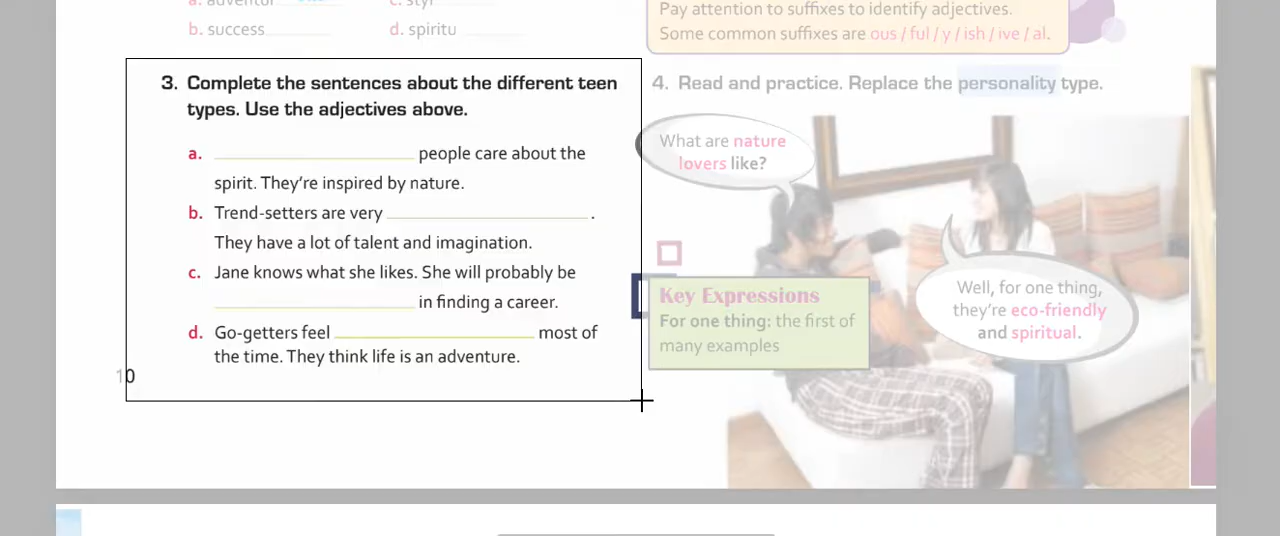 b. success
d. spiritu
Pay attention to suffixes to identify adjectives.
Some common suffixes are ous / ful / y / ish / ive / al.
3. Complete the sentences about the different teen
types. Use the adjectives above.
a. people care about the
spirit. They're inspired by nature.
b. Trend-setters are very .
They have a lot of talent and imagination.
c. Jane knows what she likes. She will probably be
in finding a career.
d. Go-getters feel most of
the time. They think life is an adventure.
10
4. Read and practice. Replace the personality type.
What are nature
lovers like?
Well, for one thing,
they're eco-friendly
and spiritual.
Key Expressions
For one thing: the first of
many examples